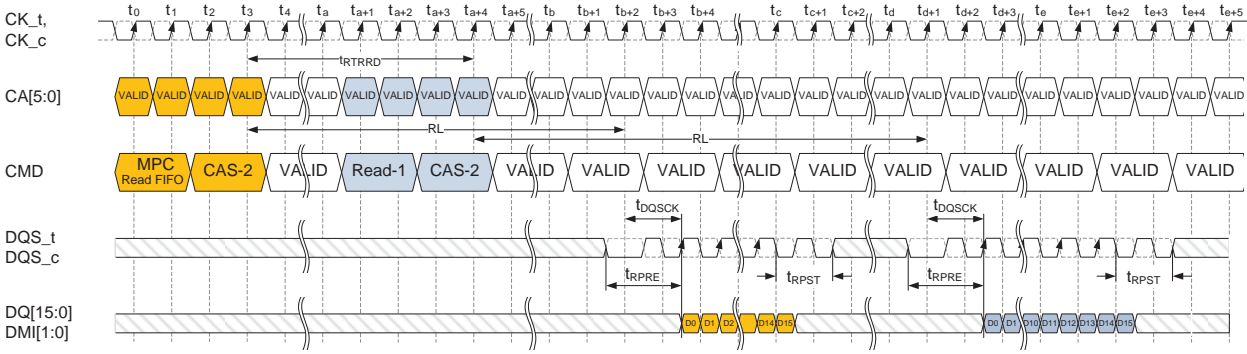 CK_t,
CK_c
t0 t1 t2 t3 t4 ta ta+1 ta+2 ta+3 ta+4 ta+5 tb tb+1 tb+2 tb+3 tb+4 tc tc+1 tc+2 td td+1 td+2 td+3 te te+1 te+2 te+3 te+4 te+5
tRTRRD
CA[5:0]
VALID VALID VALID VALID VALID VALID VALID VALID VALID VALID VALID VALID VALID VALID VALID VALID VALID VALID VALID VALID VALID VALID VALID VALID VALID VALID VALID VALID VALID
RL
RL
CMD
MPC
Read FIFO
CAS-2 VALID Read-1 CAS-2 VALID VALID VALID VALID VALID VALID VALID VALID VALID VALID
tDQSCK tDQSCK
DQS_t
DQS_c
tRPRE tRPST tRPRE tRPST
DQ[15:0]
DMI[1:0]
D0 D1 D2 D14 D15 D0 D1 D10 D11 D12 D13 D14 D15